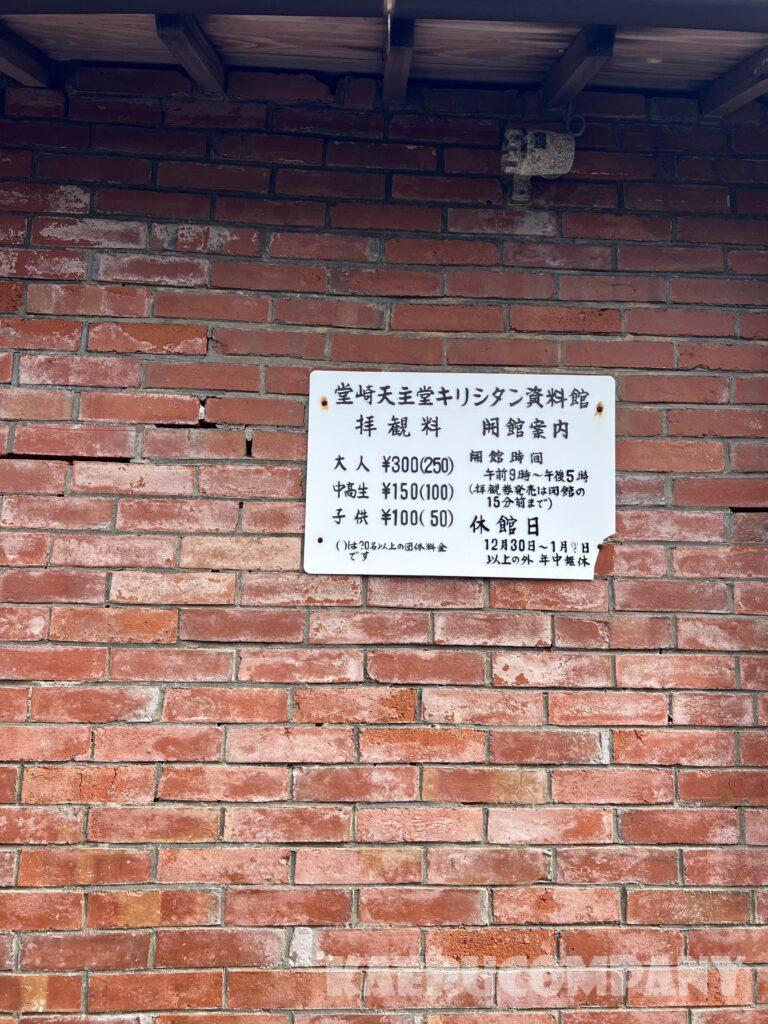 堂崎天主堂キリシタン資料館
拝観料
大人 ¥300(250)
中高生 ¥150(100)
子供 ¥100(50)
( )は20名以上の団体料金
です
開館案内
開館時間
午前9時~午後5時
(拝観券発売は閉館の
15分前まで)
休館日
12月30日~1月 日
以上の外 年中無休
KAERUCOMPANY